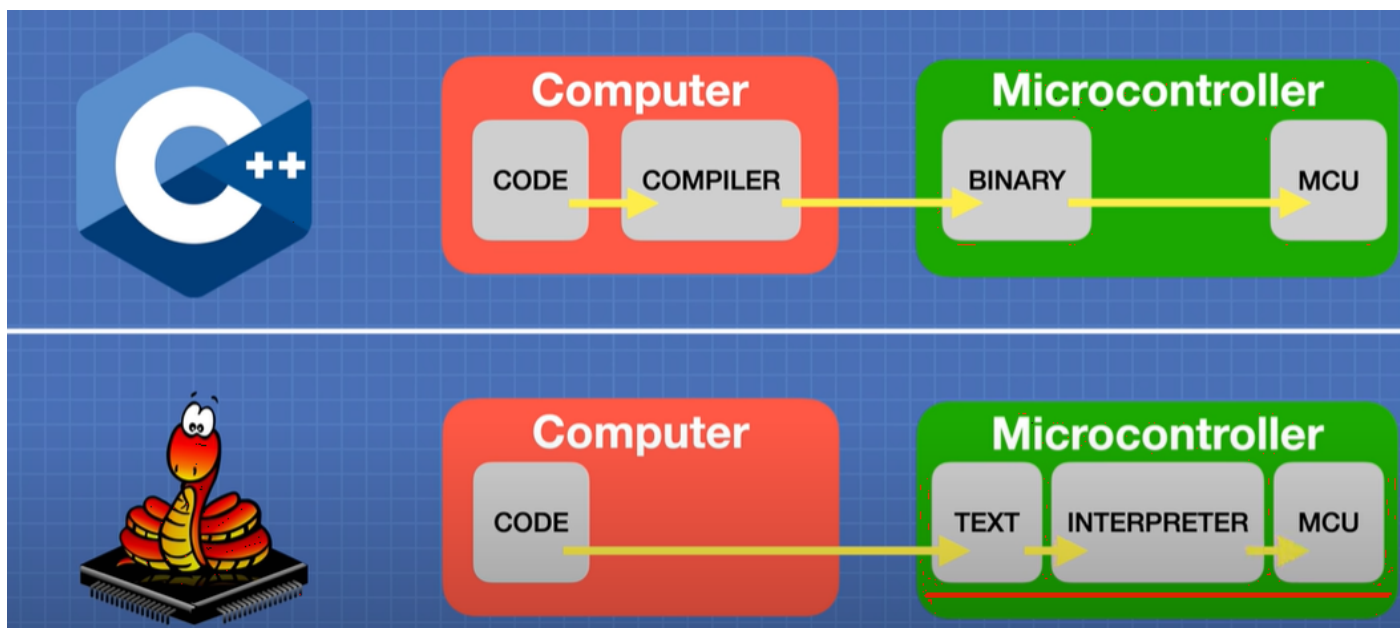 C++
Computer
CODE
COMPILER
Microcontroller
BINARY
MCU
Computer
CODE
Microcontroller
TEXT
INTERPRETER
MCU